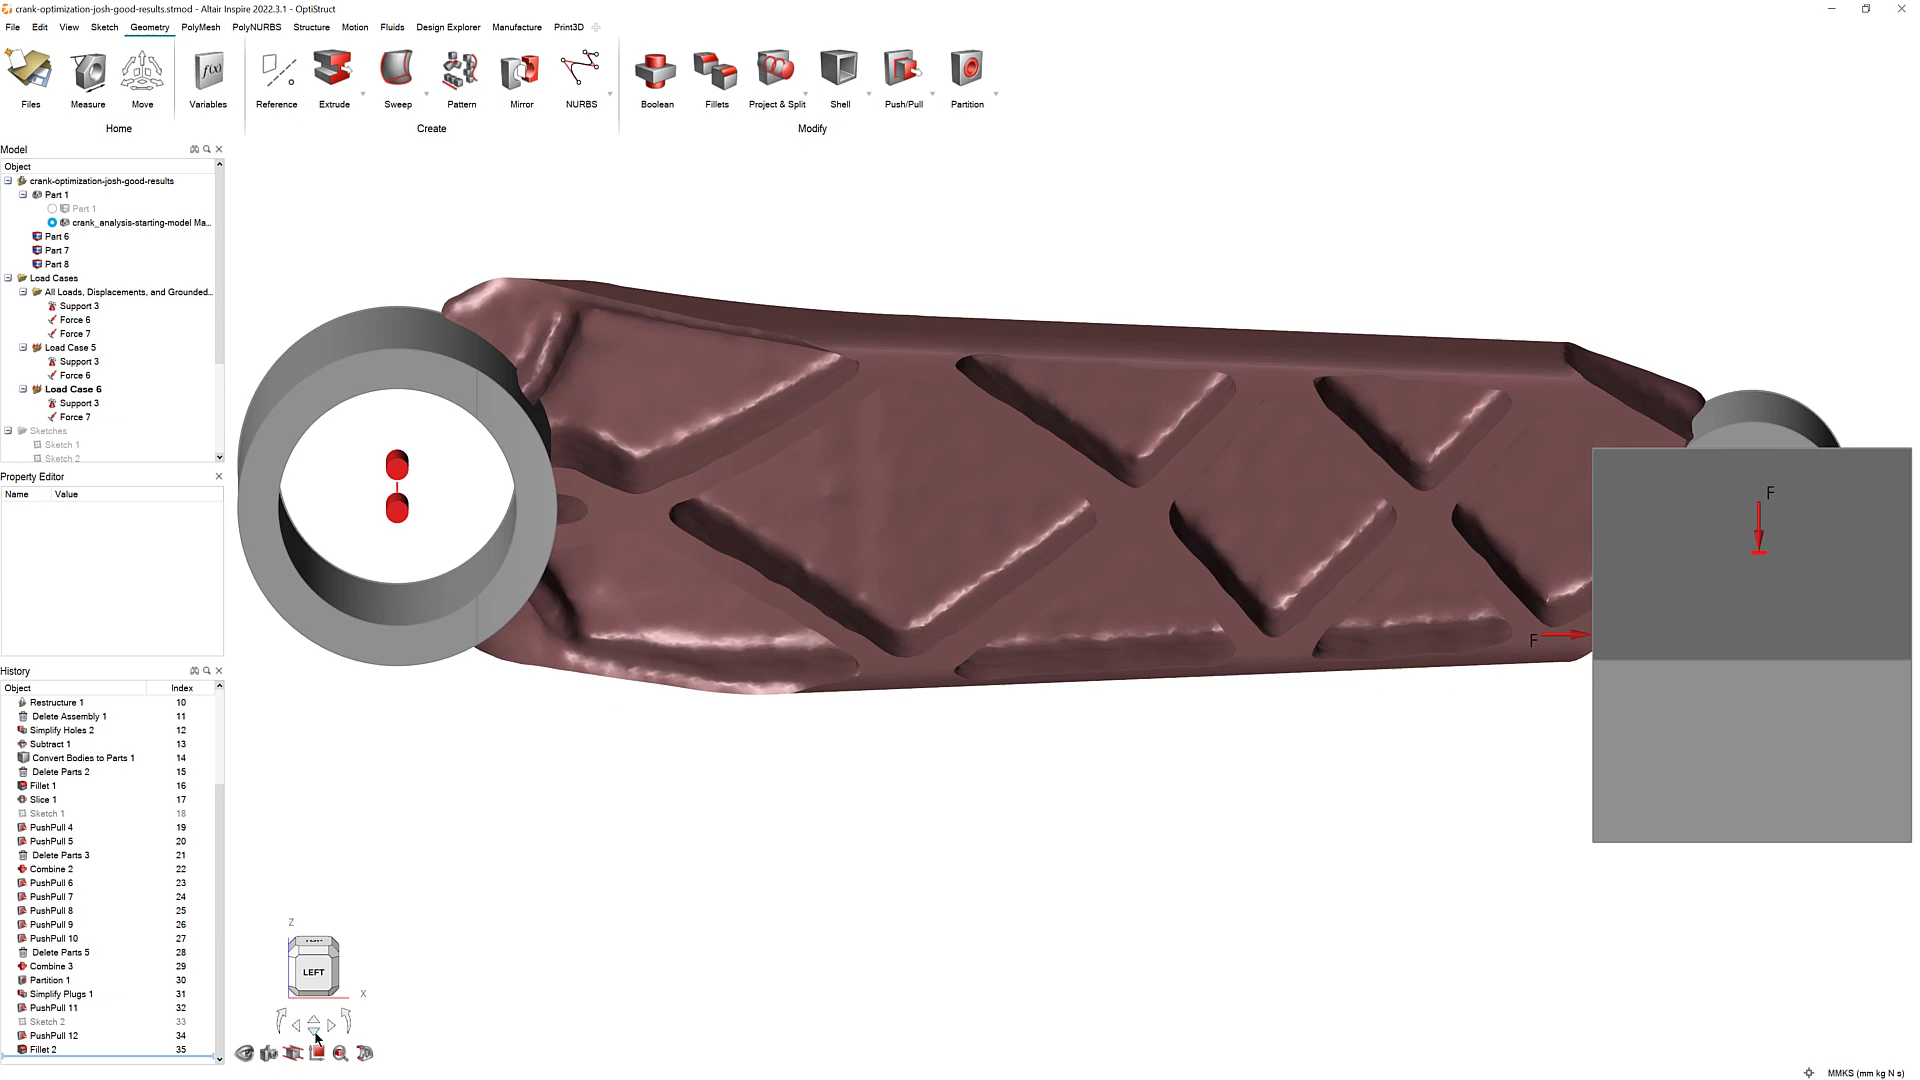 crank-optimization-josh-good-results.stmod - Altair Inspire 2022.3.1 - OptiStruct
File Edit View Sketch Geometry PolyMesh PolyNURBS Structure Motion Fluids Design Explorer Manufacture Print3D
f(x)
Files Measure Move Variables Reference Extrude Sweep Pattern Mirror NURBS Boolean Fillets Project & Split Shell Push/Pull Partition
Home Create Modify
Model
Object
crank-optimization-josh-good-results
Part 1
Part 1
crank_analysis-starting-model Ma...
Part 6
Part 7
Part 8
Load Cases
All Loads, Displacements, and Grounded...
Support 3
Force 6
Force 7
Load Case 5
Support 3
Force 6
Load Case 6
Support 3
Force 7
Sketches
Sketch 1
Sketch 2
Property Editor
Name Value
History
Object Index
Restructure 1 10
Delete Assembly 1 11
Simplify Holes 2 12
Subtract 1 13
Convert Bodies to Parts 1 14
Delete Parts 2 15
Fillet 1 16
Slice 1 17
Sketch 1 18
PushPull 4 19
PushPull 5 20
Delete Parts 3 21
Combine 2 22
PushPull 6 23
PushPull 7 24
PushPull 8 25
PushPull 9 26
PushPull 10 27
Delete Parts 5 28
Combine 3 29
Partition 1 30
Simplify Plugs 1 31
PushPull 11 32
Sketch 2 33
PushPull 12 34
Fillet 2 35
F
F
Z
TOP
LEFT
X
MMKS (mm kg N s)